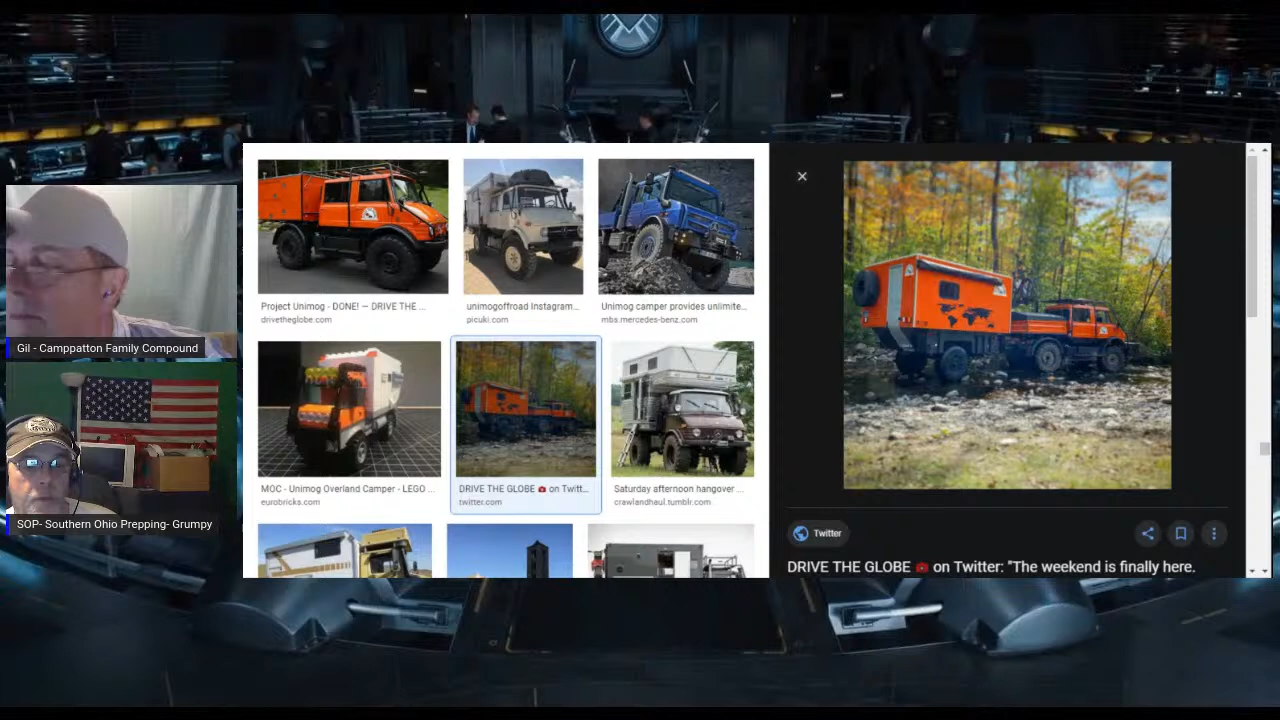 Gil - Camppatton Family Compound
SOP- Southern Ohio Prepping- Grumpy
Project Unimog - DONE! — DRIVE THE ...
drivetheglobe.com
unimogoffroad Instagram...
picuki.com
Unimog camper provides unlimite...
mbs.mercedes-benz.com
MOC - Unimog Overland Camper - LEGO ...
eurobricks.com
DRIVE THE GLOBE on Twitt...
twitter.com
Saturday afternoon hangover ...
crawlandhaul.tumblr.com
Twitter
DRIVE THE GLOBE on Twitter: "The weekend is finally here.